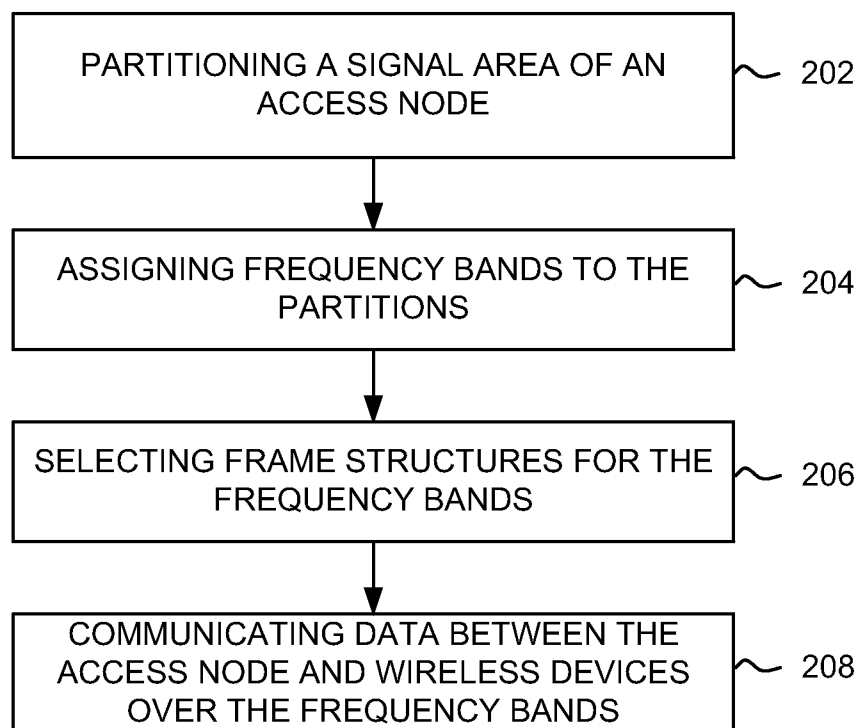 PARTITIONING A SIGNAL AREA OF AN
ACCESS NODE
202
ASSIGNING FREQUENCY BANDS TO THE
PARTITIONS
204
SELECTING FRAME STRUCTURES FOR THE
FREQUENCY BANDS
206
COMMUNICATING DATA BETWEEN THE
ACCESS NODE AND WIRELESS DEVICES
OVER THE FREQUENCY BANDS
208